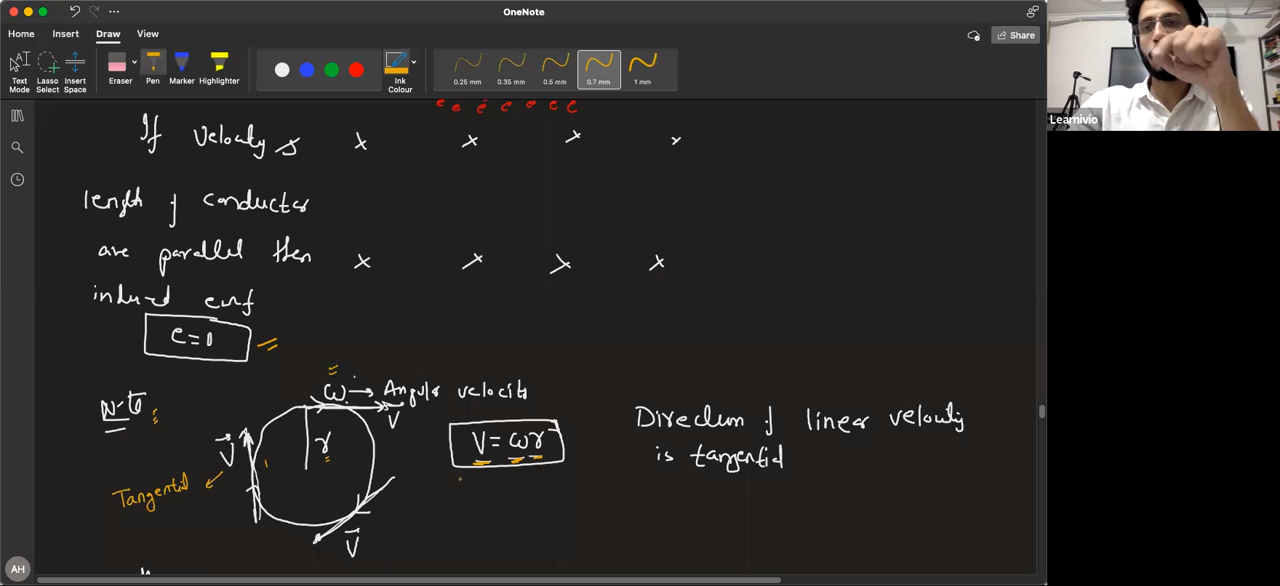 OneNote
Home Insert Draw View
Share
Text Mode
Lasso Select
Insert Space
Eraser
Pen
Marker
Highlighter
Ink Colour
0.25 mm
0.35 mm
0.5 mm
0.7 mm
1 mm
Learnivio
e e e e e e e
If velocity &
length of conductor
are parallel then
induced emf
e=0
Note:
ω → Angular velocity
V
r
V
V = ωr
Direction of linear velocity
is tangential
Tangential
V
AH